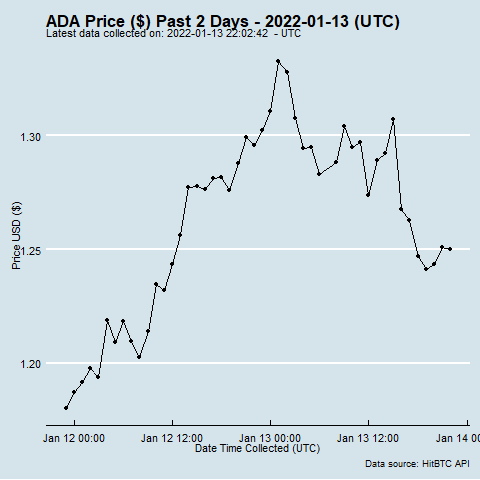 ADA Price ($) Past 2 Days - 2022-01-13 (UTC)
Latest data collected on: 2022-01-13 22:02:42 - UTC
Price USD ($)
1.30
1.25
1.20
Jan 12 00:00 Jan 12 12:00 Jan 13 00:00 Jan 13 12:00 Jan 14 00
Date Time Collected (UTC)
Data source: HitBTC API